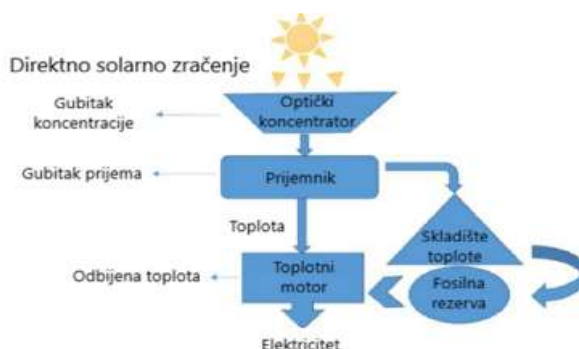 Direktno solarno zračenje
Gubitak
koncentracije
Optički
koncentrator
Gubitak prijema
Prijemnik
Toplota
Skladište
toplote
Odbijena toplota
Toplotni
motor
Fosilna
rezerva
Elektricitet